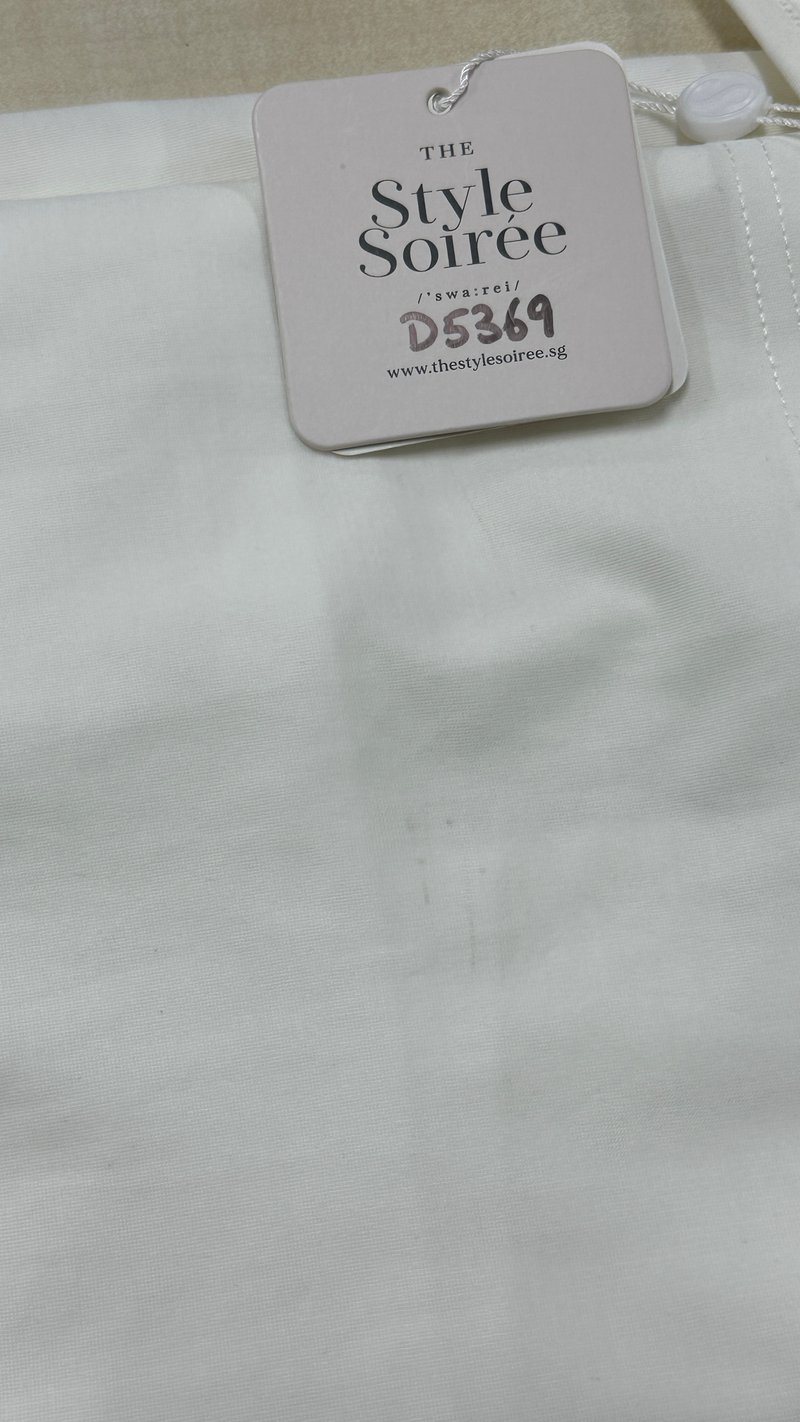 THE
Style
Soirée
/'swa:rei/
D5369
www.thestylesoiree.sg